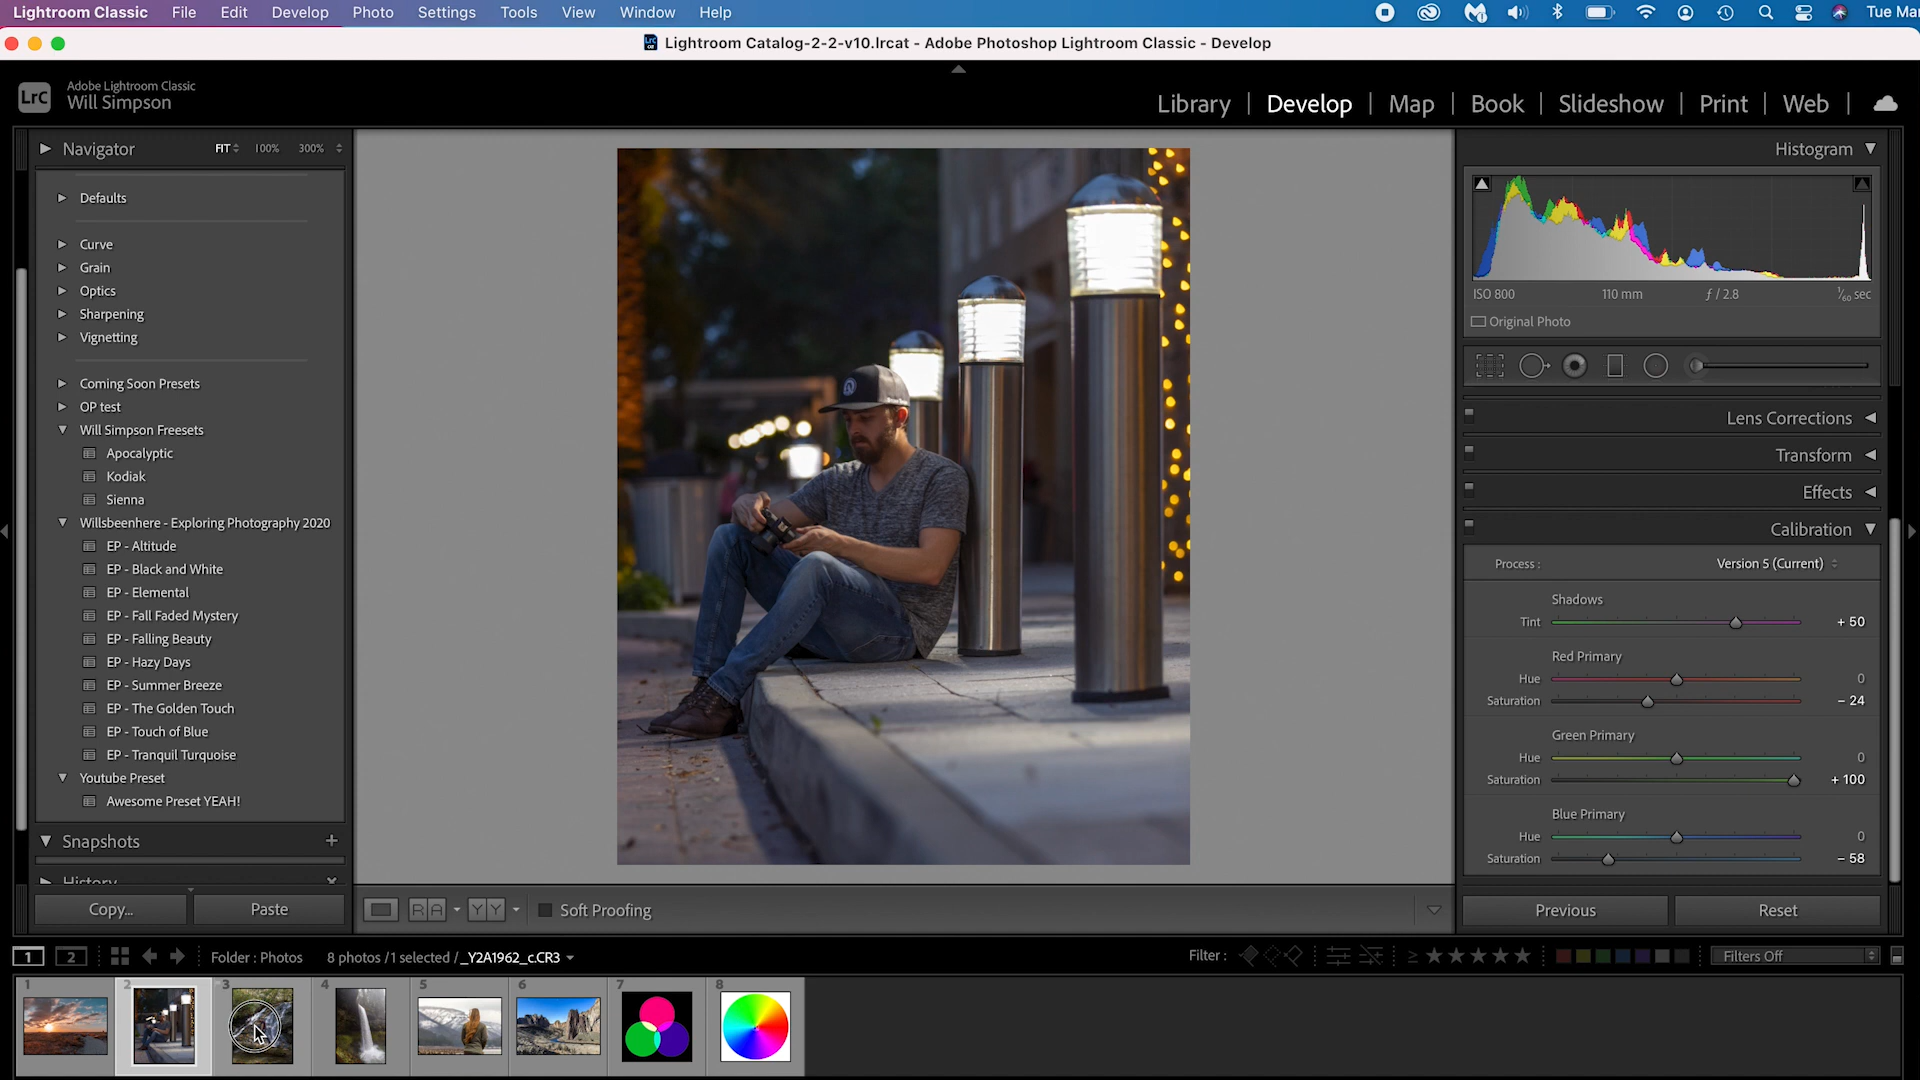 Lightroom Classic File Edit Develop Photo Settings Tools View Window Help Tue Mar
Lightroom Catalog-2-2-v10.lrcat - Adobe Photoshop Lightroom Classic - Develop
LrC Adobe Lightroom Classic
Will Simpson
Library | Develop | Map | Book | Slideshow | Print | Web |
Navigator FIT 100% 300%
Defaults
Curve
Grain
Optics
Sharpening
Vignetting
Coming Soon Presets
OP test
Will Simpson Freesets
Apocalyptic
Kodiak
Sienna
Willsbeenhere - Exploring Photography 2020
EP - Altitude
EP - Black and White
EP - Elemental
EP - Fall Faded Mystery
EP - Falling Beauty
EP - Hazy Days
EP - Summer Breeze
EP - The Golden Touch
EP - Touch of Blue
EP - Tranquil Turquoise
Youtube Preset
Awesome Preset YEAH!
Snapshots +
History
Copy... Paste
R A Y Y Soft Proofing
Histogram
ISO 800 110 mm ƒ / 2.8 1/60 sec
Original Photo
Lens Corrections
Transform
Effects
Calibration
Process : Version 5 (Current)
Shadows
Tint + 50
Red Primary
Hue 0
Saturation - 24
Green Primary
Hue 0
Saturation + 100
Blue Primary
Hue 0
Saturation - 58
Previous Reset
1 2 Folder : Photos 8 photos / 1 selected / _Y2A1962_c.CR3 Filter : ≥ Filters Off
1 2 3 4 5 6 7 8